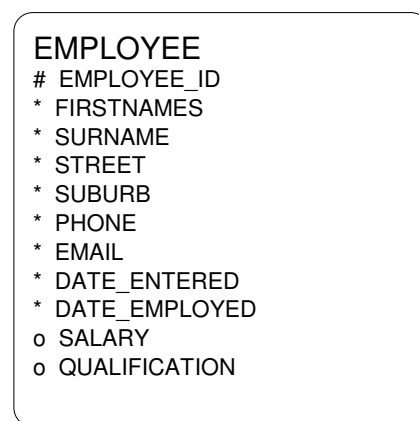 EMPLOYEE
# EMPLOYEE_ID
* FIRSTNAMES
* SURNAME
* STREET
* SUBURB
* PHONE
* EMAIL
* DATE_ENTERED
* DATE_EMPLOYED
o SALARY
o QUALIFICATION